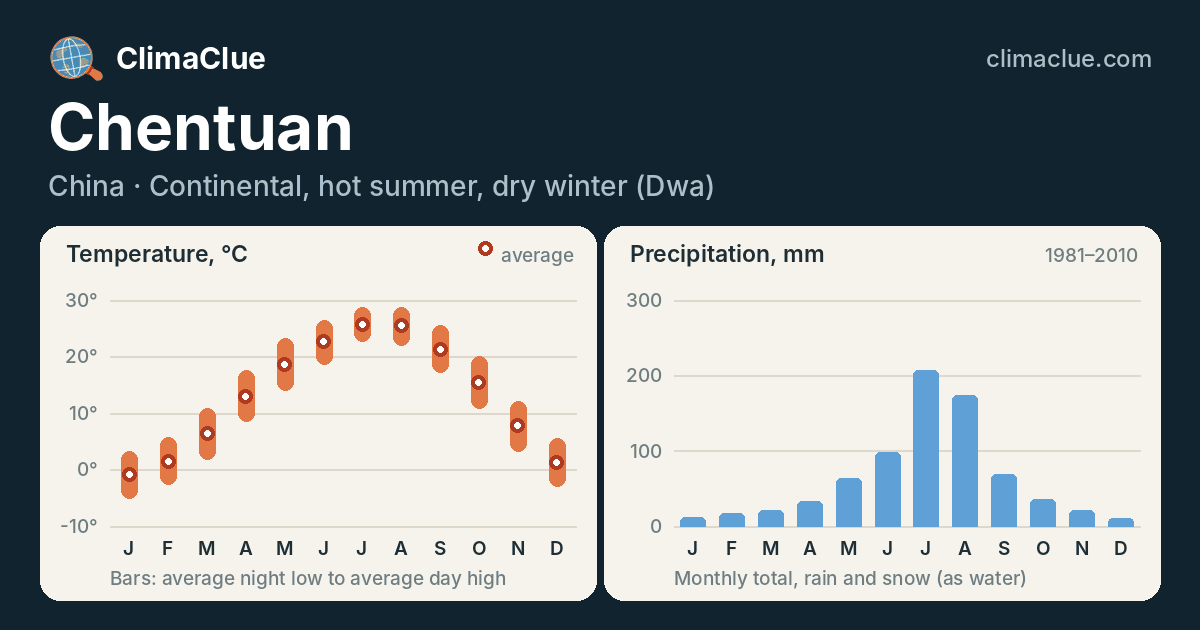 ClimaClue
climaclue.com
Chentuan
China · Continental, hot summer, dry winter (Dwa)
Temperature, °C
average
30°
20°
10°
0°
-10°
J F M A M J J A S O N D
Bars: average night low to average day high
Precipitation, mm
1981–2010
300
200
100
0
J F M A M J J A S O N D
Monthly total, rain and snow (as water)